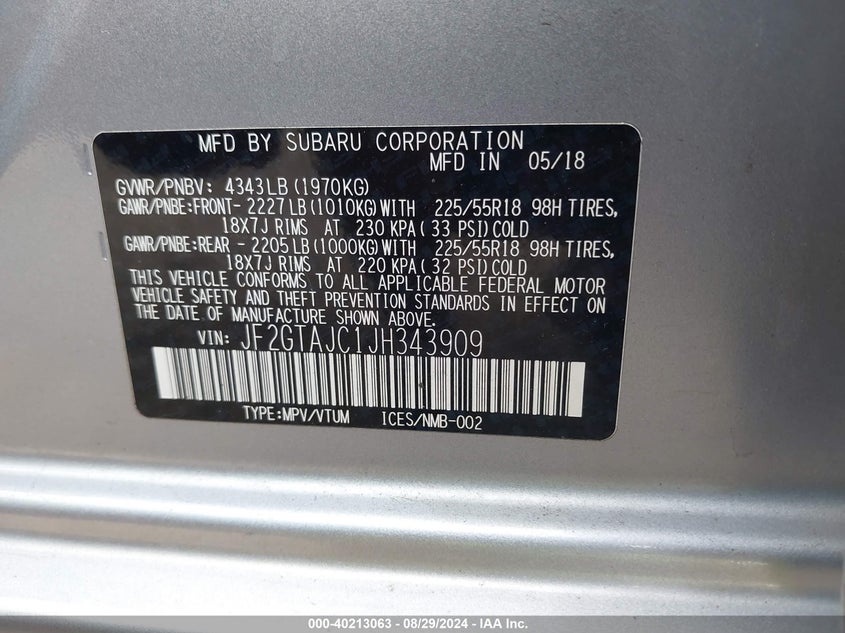 MFD BY SUBARU CORPORATION
MFD IN 05/18
GVWR/PNBV: 4343LB (1970KG)
GAWR/PNBE:FRONT- 2227LB (1010KG) WITH 225/55R18 98H TIRES,
18X7J RIMS AT 230 KPA ( 33 PSI) COLD
GAWR/PNBE:REAR - 2205LB (1000KG) WITH 225/55R18 98H TIRES,
18X7J RIMS AT 220 KPA ( 32 PSI) COLD
THIS VEHICLE CONFORMS TO ALL APPLICABLE FEDERAL MOTOR
VEHICLE SAFETY AND THEFT PREVENTION STANDARDS IN EFFECT ON
THE DATE OF MANUFACTURE SHOWN ABOVE.
VIN: JF2GTAJC1JH343909
TYPE:MPV/VTUM ICES/NMB-002
000-40213063 - 08/29/2024 - IAA Inc.